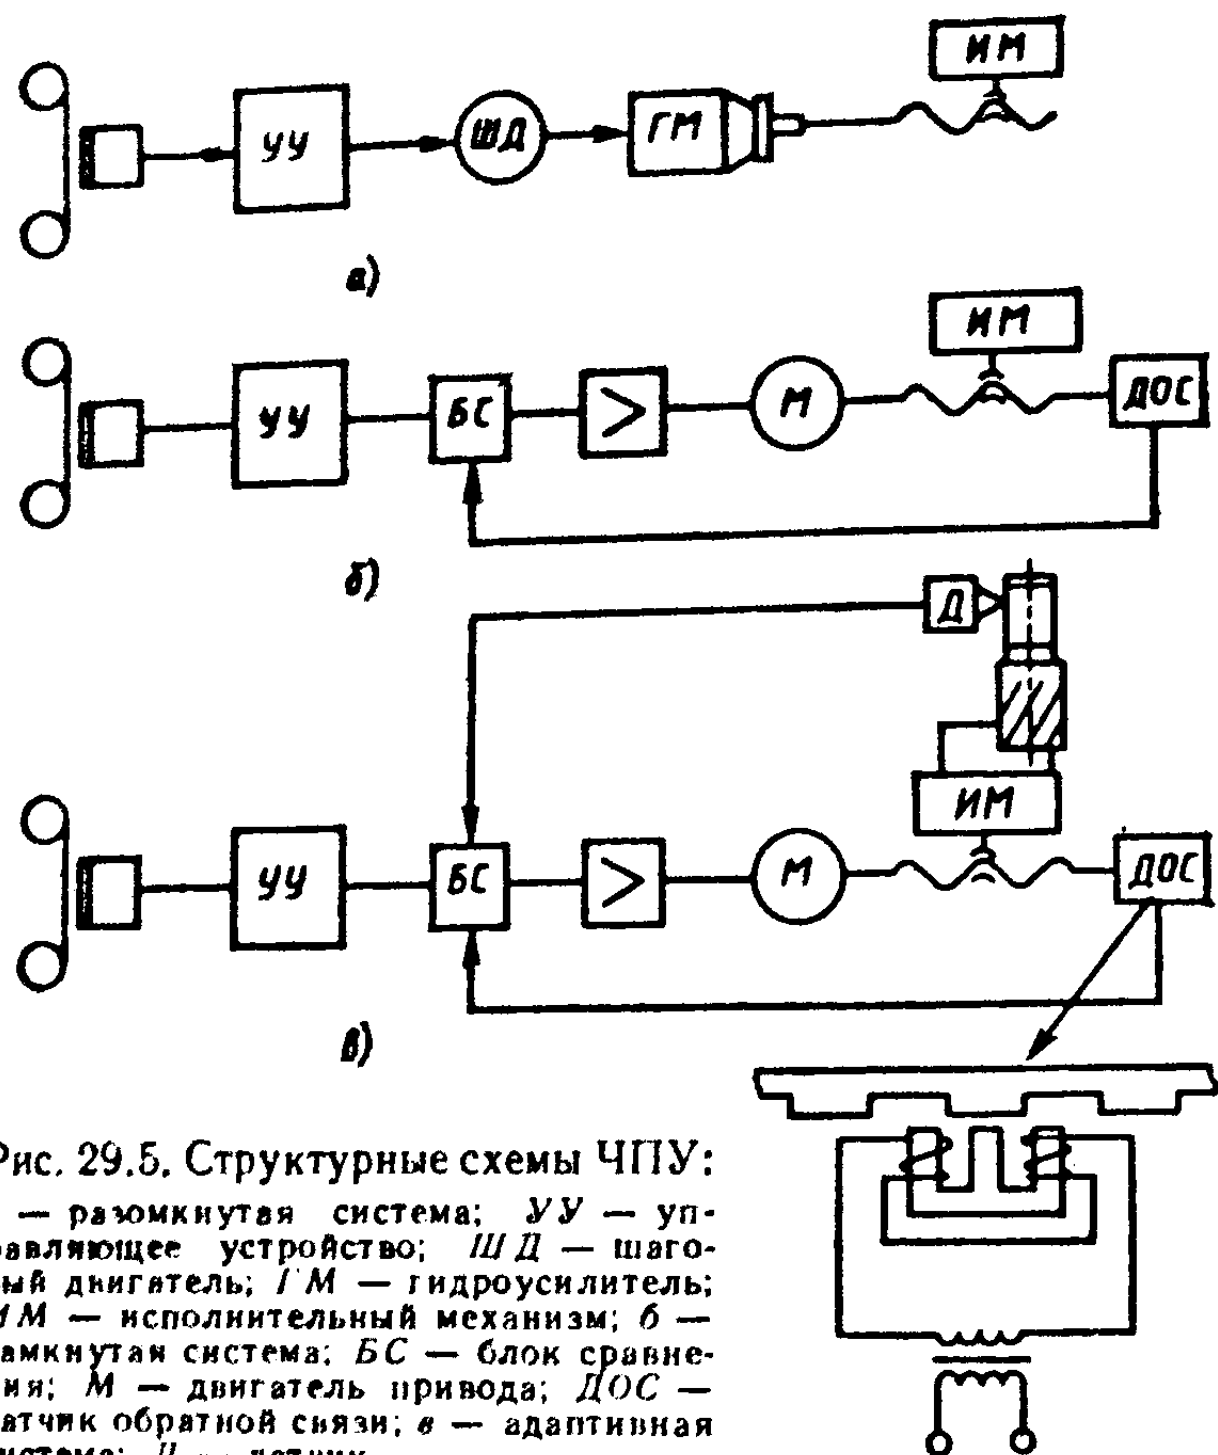 ИМ
УУ
ШД
ГМ
а)
ИМ
УУ
БС
>
М
ДОС
б)
Д
ИМ
УУ
БС
>
М
ДОС
в)
Рис. 29.5. Структурные схемы ЧПУ:
— разомкнутая система; УУ — уп-
равляющее устройство; ШД — шаго-
вый двигатель; ГМ — гидроусилитель;
ИМ — исполнительный механизм; б —
замкнутая система; БС — блок сравне-
ния; М — двигатель привода; ДОС —
датчик обратной связи; в — адаптивная
система; Д — датчик